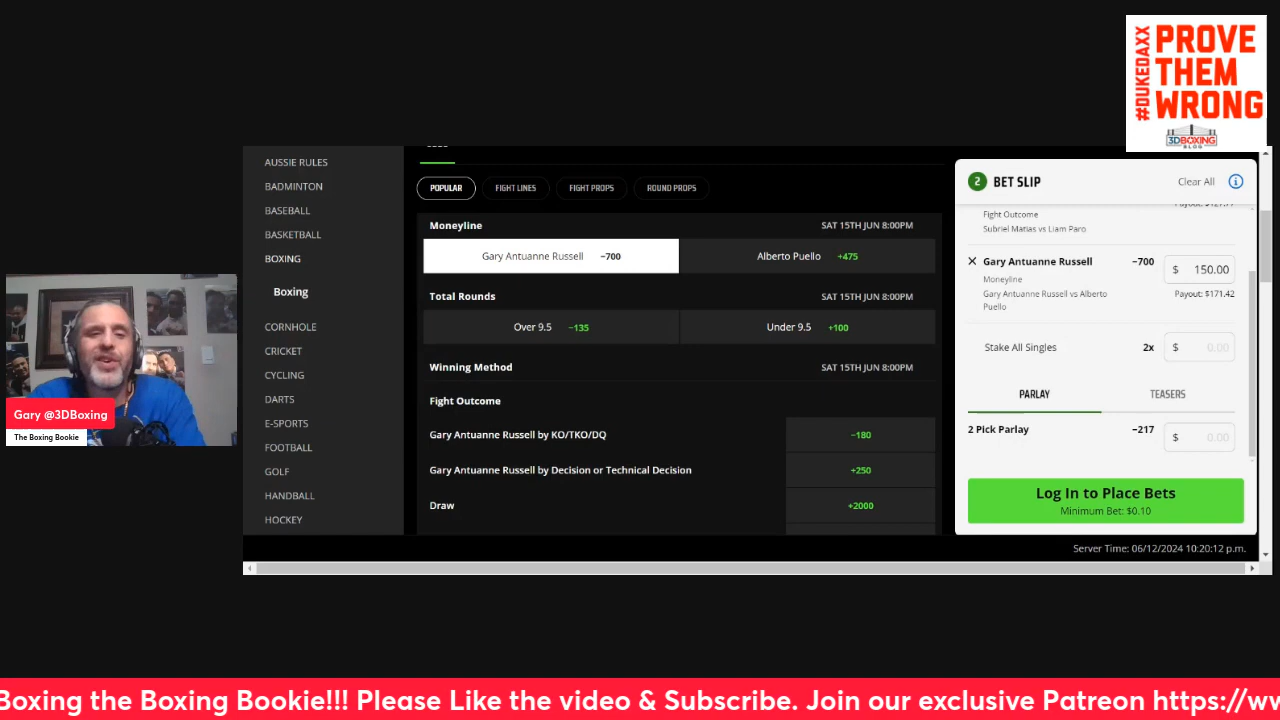 #DUKEDAXX
PROVE
THEM
WRONG
3DBOXING
BLOG
AUSSIE RULES
BADMINTON
BASEBALL
BASKETBALL
BOXING
Boxing
CORNHOLE
CRICKET
CYCLING
DARTS
E-SPORTS
FOOTBALL
GOLF
HANDBALL
HOCKEY
POPULAR FIGHT LINES FIGHT PROPS ROUND PROPS
Moneyline SAT 15TH JUN 8:00PM
Gary Antuanne Russell −700 Alberto Puello +475
Total Rounds SAT 15TH JUN 8:00PM
Over 9.5 −135 Under 9.5 +100
Winning Method SAT 15TH JUN 8:00PM
Fight Outcome
Gary Antuanne Russell by KO/TKO/DQ −180
Gary Antuanne Russell by Decision or Technical Decision +250
Draw +2000
2 BET SLIP Clear All
Fight Outcome
Subriel Matias vs Liam Paro
Gary Antuanne Russell −700 $ 150.00
Moneyline
Gary Antuanne Russell vs Alberto Puello Payout: $171.42
Stake All Singles 2x $ 0.00
PARLAY TEASERS
2 Pick Parlay −217 $ 0.00
Log In to Place Bets
Minimum Bet: $0.10
Server Time: 06/12/2024 10:20:12 p.m.
Gary @3DBoxing
The Boxing Bookie
Boxing the Boxing Bookie!!! Please Like the video & Subscribe. Join our exclusive Patreon https://ww